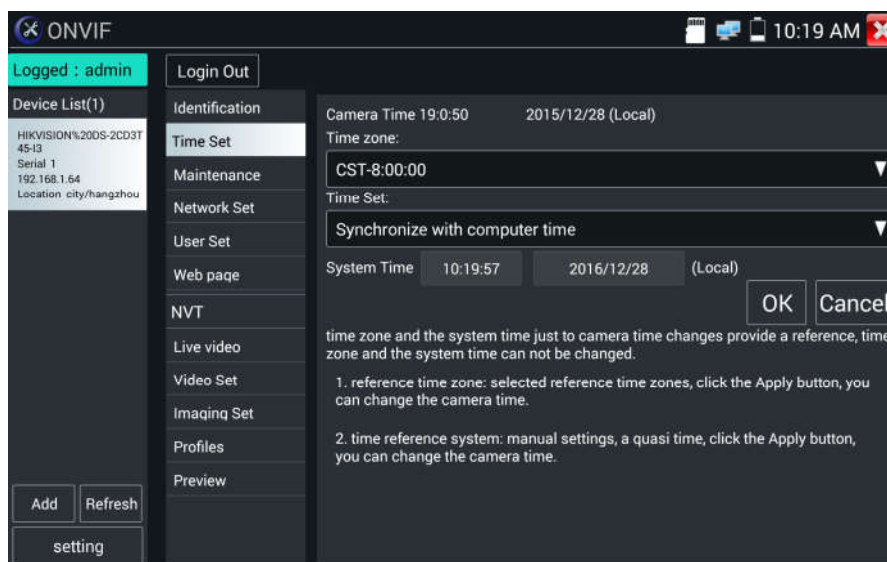 ONVIF
10:19 AM
Logged : admin
Login Out
Device List(1)
HIKVISION%20DS-2CD3T
45-I3
Serial 1
192.168.1.64
Location city/hangzhou
Add
Refresh
setting
Identification
Time Set
Maintenance
Network Set
User Set
Web page
NVT
Live video
Video Set
Imaging Set
Profiles
Preview
Camera Time 19:0:50 2015/12/28 (Local)
Time zone:
CST-8:00:00
Time Set:
Synchronize with computer time
System Time 10:19:57 2016/12/28 (Local)
OK
Cancel
time zone and the system time just to camera time changes provide a reference, time
zone and the system time can not be changed.
1. reference time zone: selected reference time zones, click the Apply button, you
can change the camera time.
2. time reference system: manual settings, a quasi time, click the Apply button,
you can change the camera time.